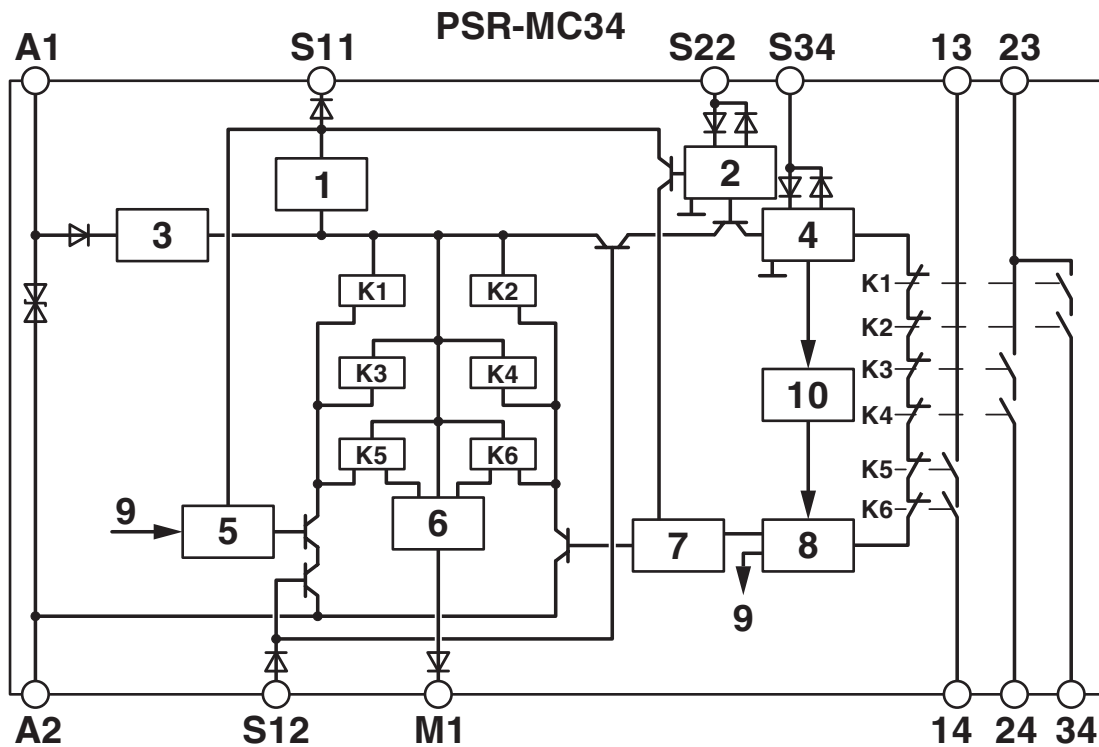 PSR-MC34
A1 S11 S22 S34 13 23
1 2
3 4
K1 K2 K1
K2
K3 K4 10 K3
K4
K5 K6 K5
9 5 6 7 8 K6
9
A2 S12 M1 14 24 34